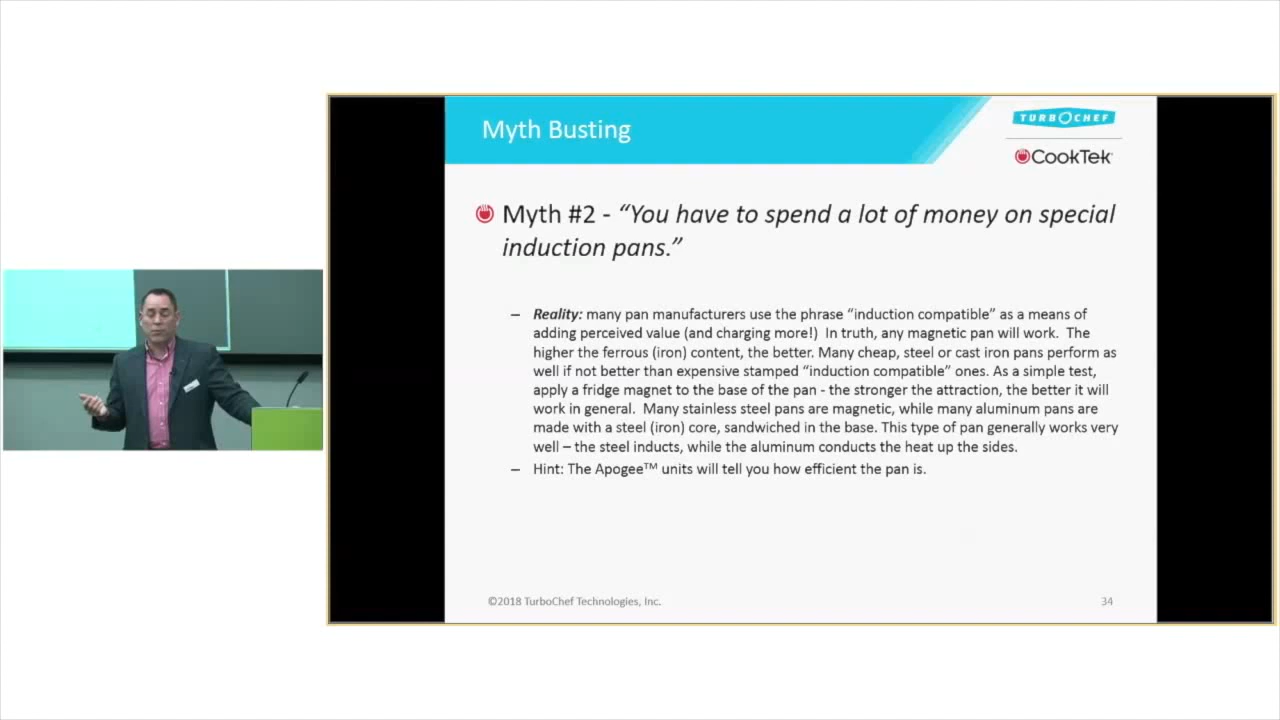 Myth Busting
TURBOCHEF
CookTek
Myth #2 - “You have to spend a lot of money on special
induction pans.”
– Reality: many pan manufacturers use the phrase “induction compatible” as a means of
adding perceived value (and charging more!) In truth, any magnetic pan will work. The
higher the ferrous (iron) content, the better. Many cheap, steel or cast iron pans perform as
well if not better than expensive stamped “induction compatible” ones. As a simple test,
apply a fridge magnet to the base of the pan - the stronger the attraction, the better it will
work in general. Many stainless steel pans are magnetic, while many aluminum pans are
made with a steel (iron) core, sandwiched in the base. This type of pan generally works very
well – the steel inducts, while the aluminum conducts the heat up the sides.
– Hint: The Apogee™ units will tell you how efficient the pan is.
©2018 TurboChef Technologies, Inc.
34